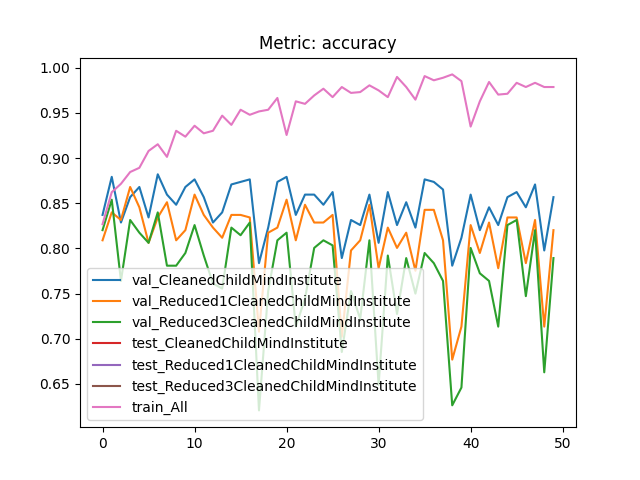 Metric: accuracy
1.00
0.95
0.90
0.85
0.80
0.75
0.70
0.65
val_CleanedChildMindInstitute
val_Reduced1CleanedChildMindInstitute
val_Reduced3CleanedChildMindInstitute
test_CleanedChildMindInstitute
test_Reduced1CleanedChildMindInstitute
test_Reduced3CleanedChildMindInstitute
train_All
0 10 20 30 40 50